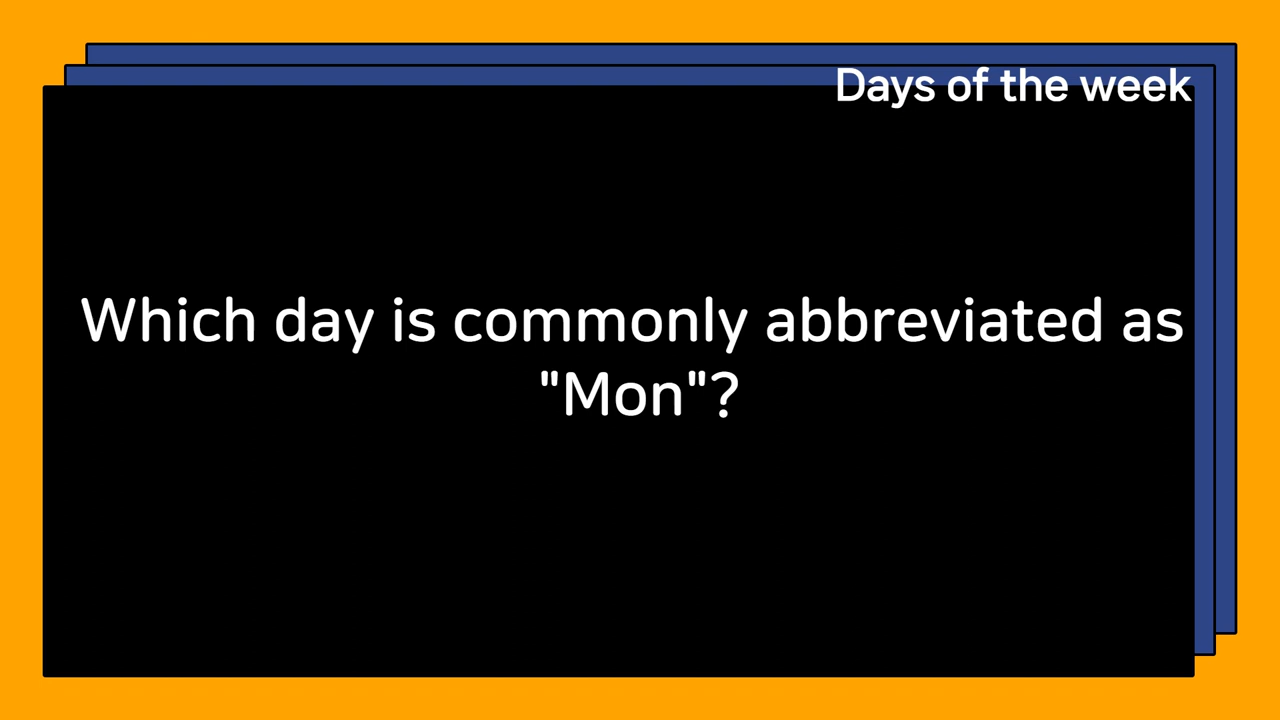 Days of the week
Which day is commonly abbreviated as
"Mon"?